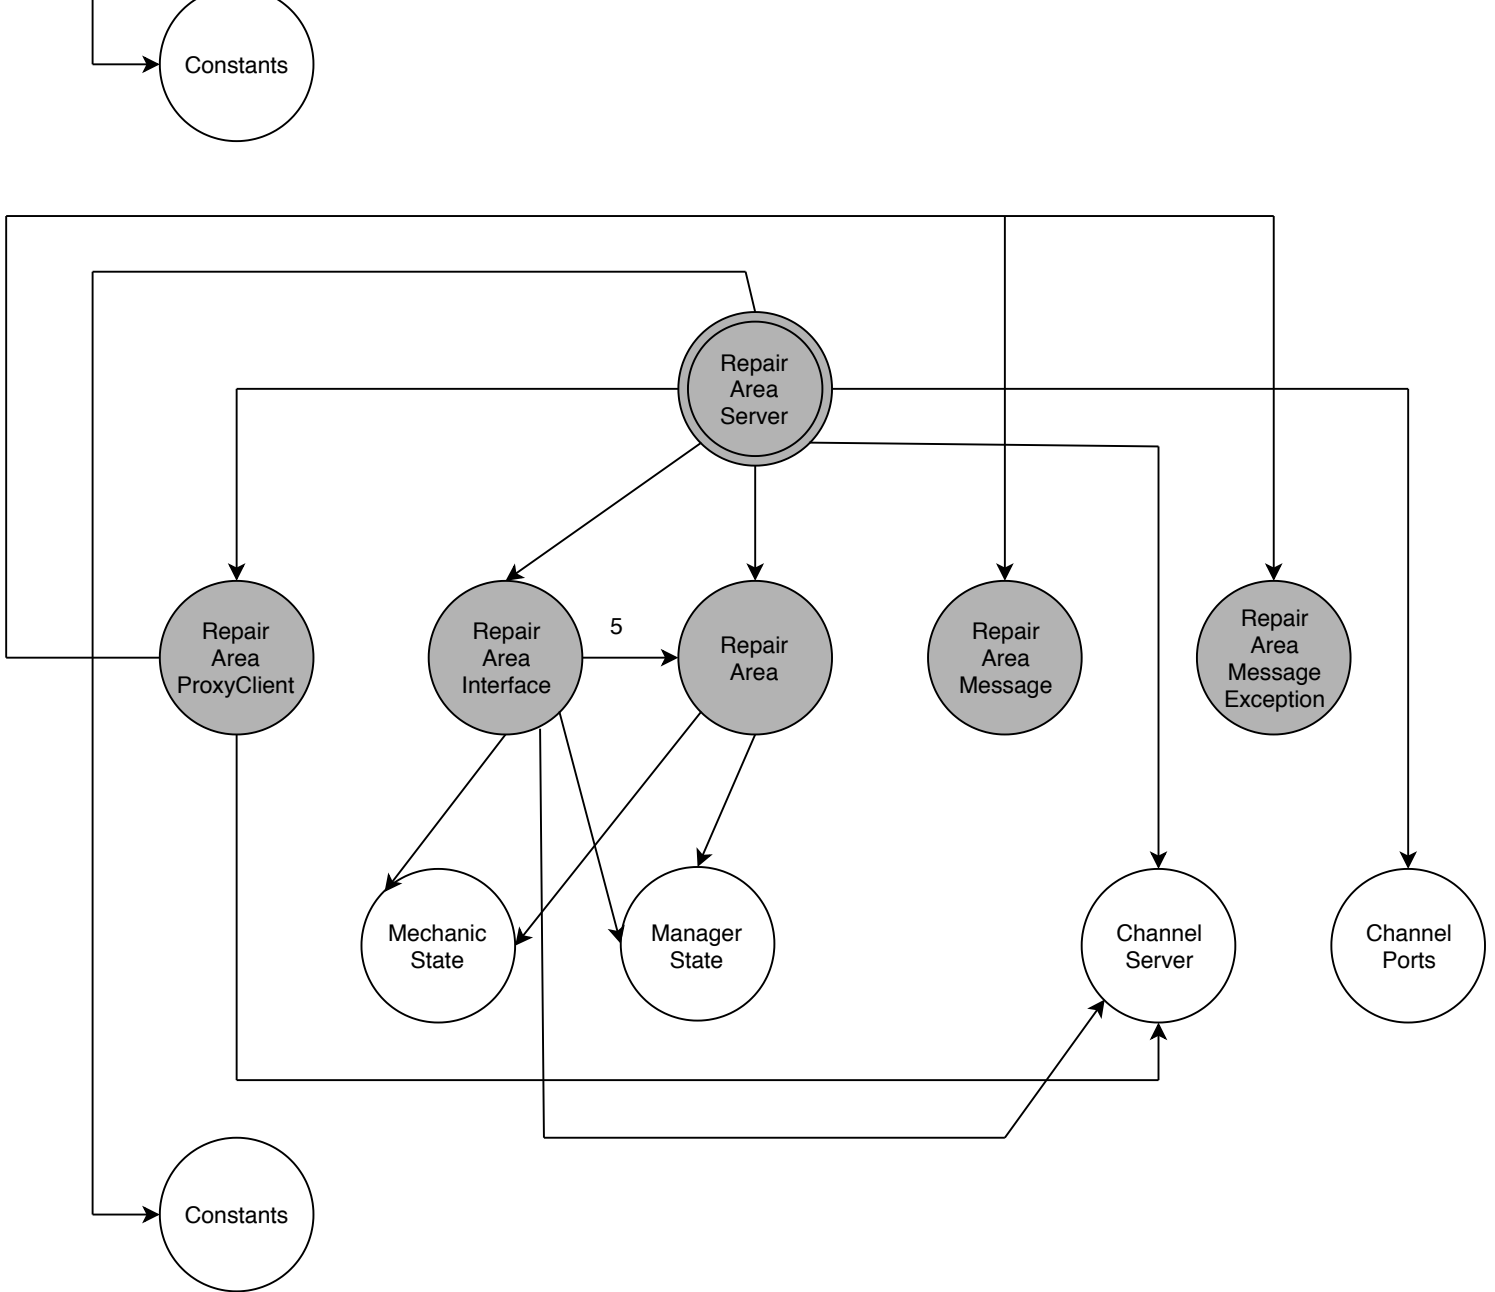 Constants
Repair
Area
Server
5
Repair
Area
ProxyClient
Repair
Area
Interface
Repair
Area
Repair
Area
Message
Repair
Area
Message
Exception
Mechanic
State
Manager
State
Channel
Server
Channel
Ports
Constants